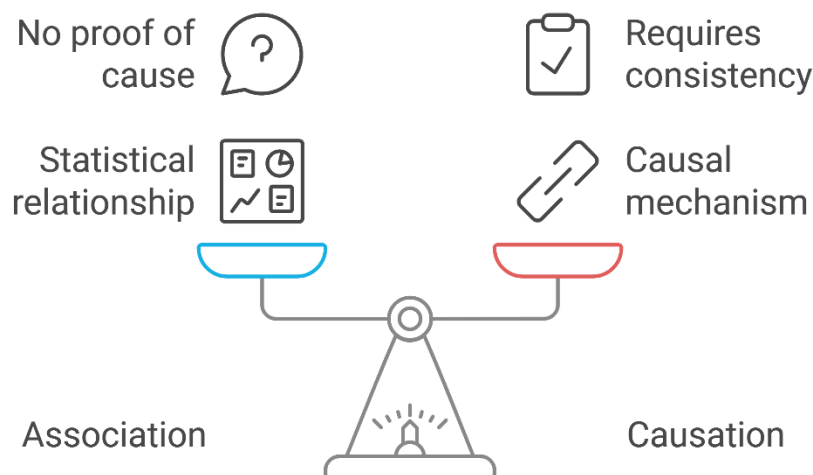 No proof of
cause
Requires
consistency
Statistical
relationship
Causal
mechanism
Association
Causation